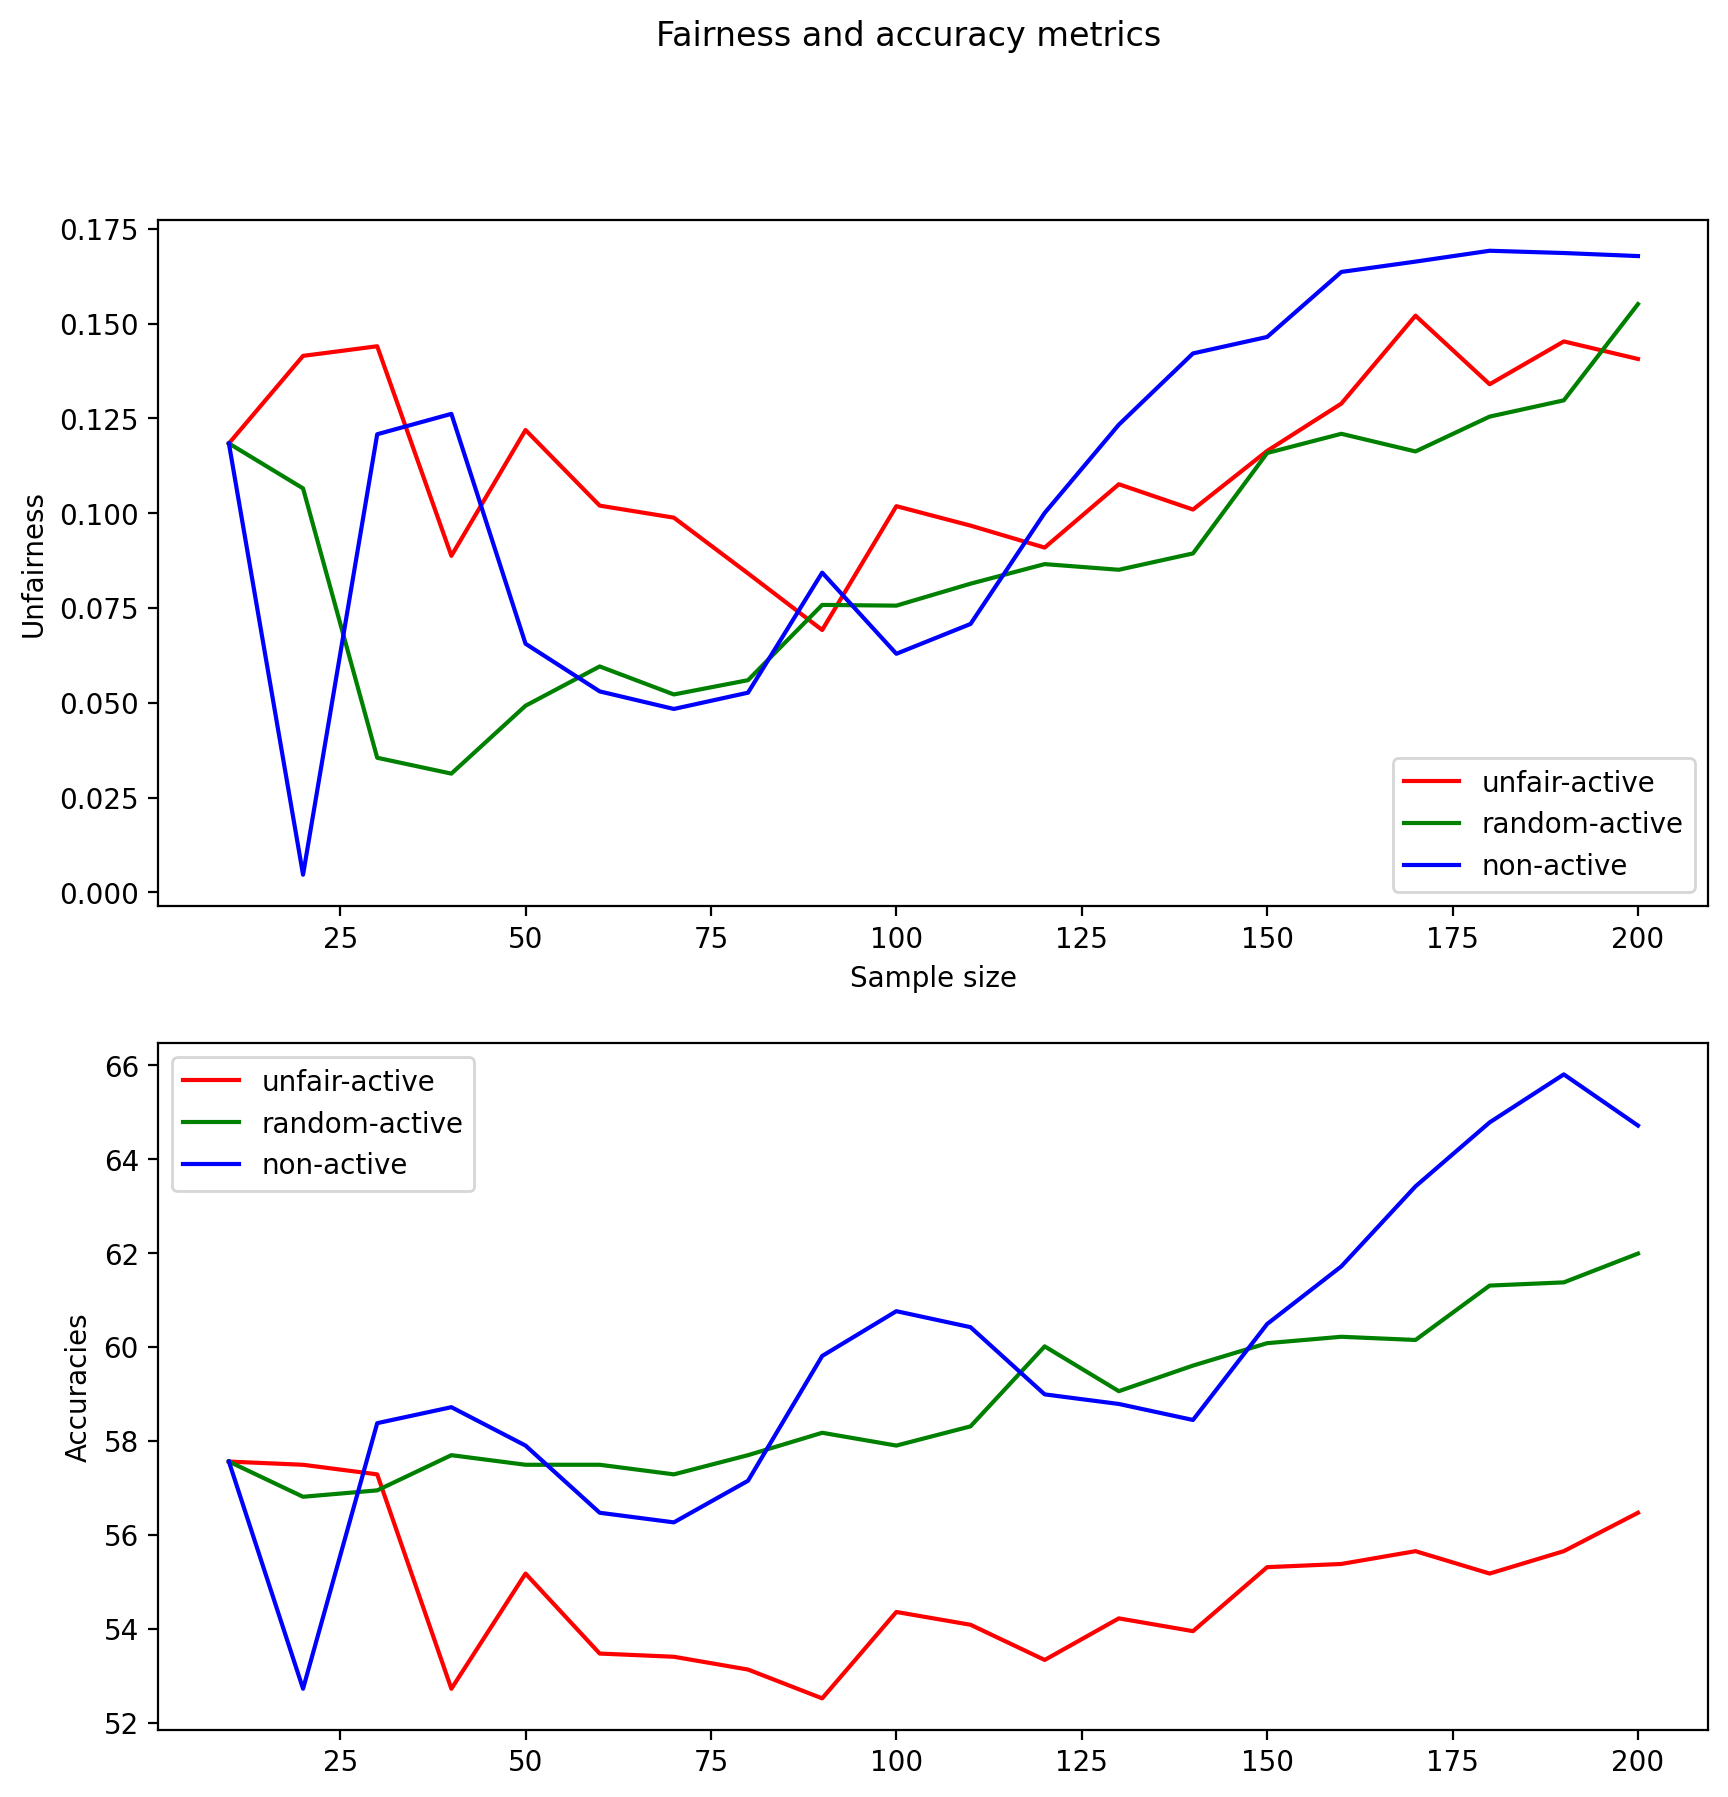 Fairness and accuracy metrics
0.175
0.150
0.125
0.100
0.075
0.050
0.025
0.000
Unfairness
unfair-active
random-active
non-active
25 50 75 100 125 150 175 200
Sample size
66
64
62
60
58
56
54
52
Accuracies
unfair-active
random-active
non-active
25 50 75 100 125 150 175 200